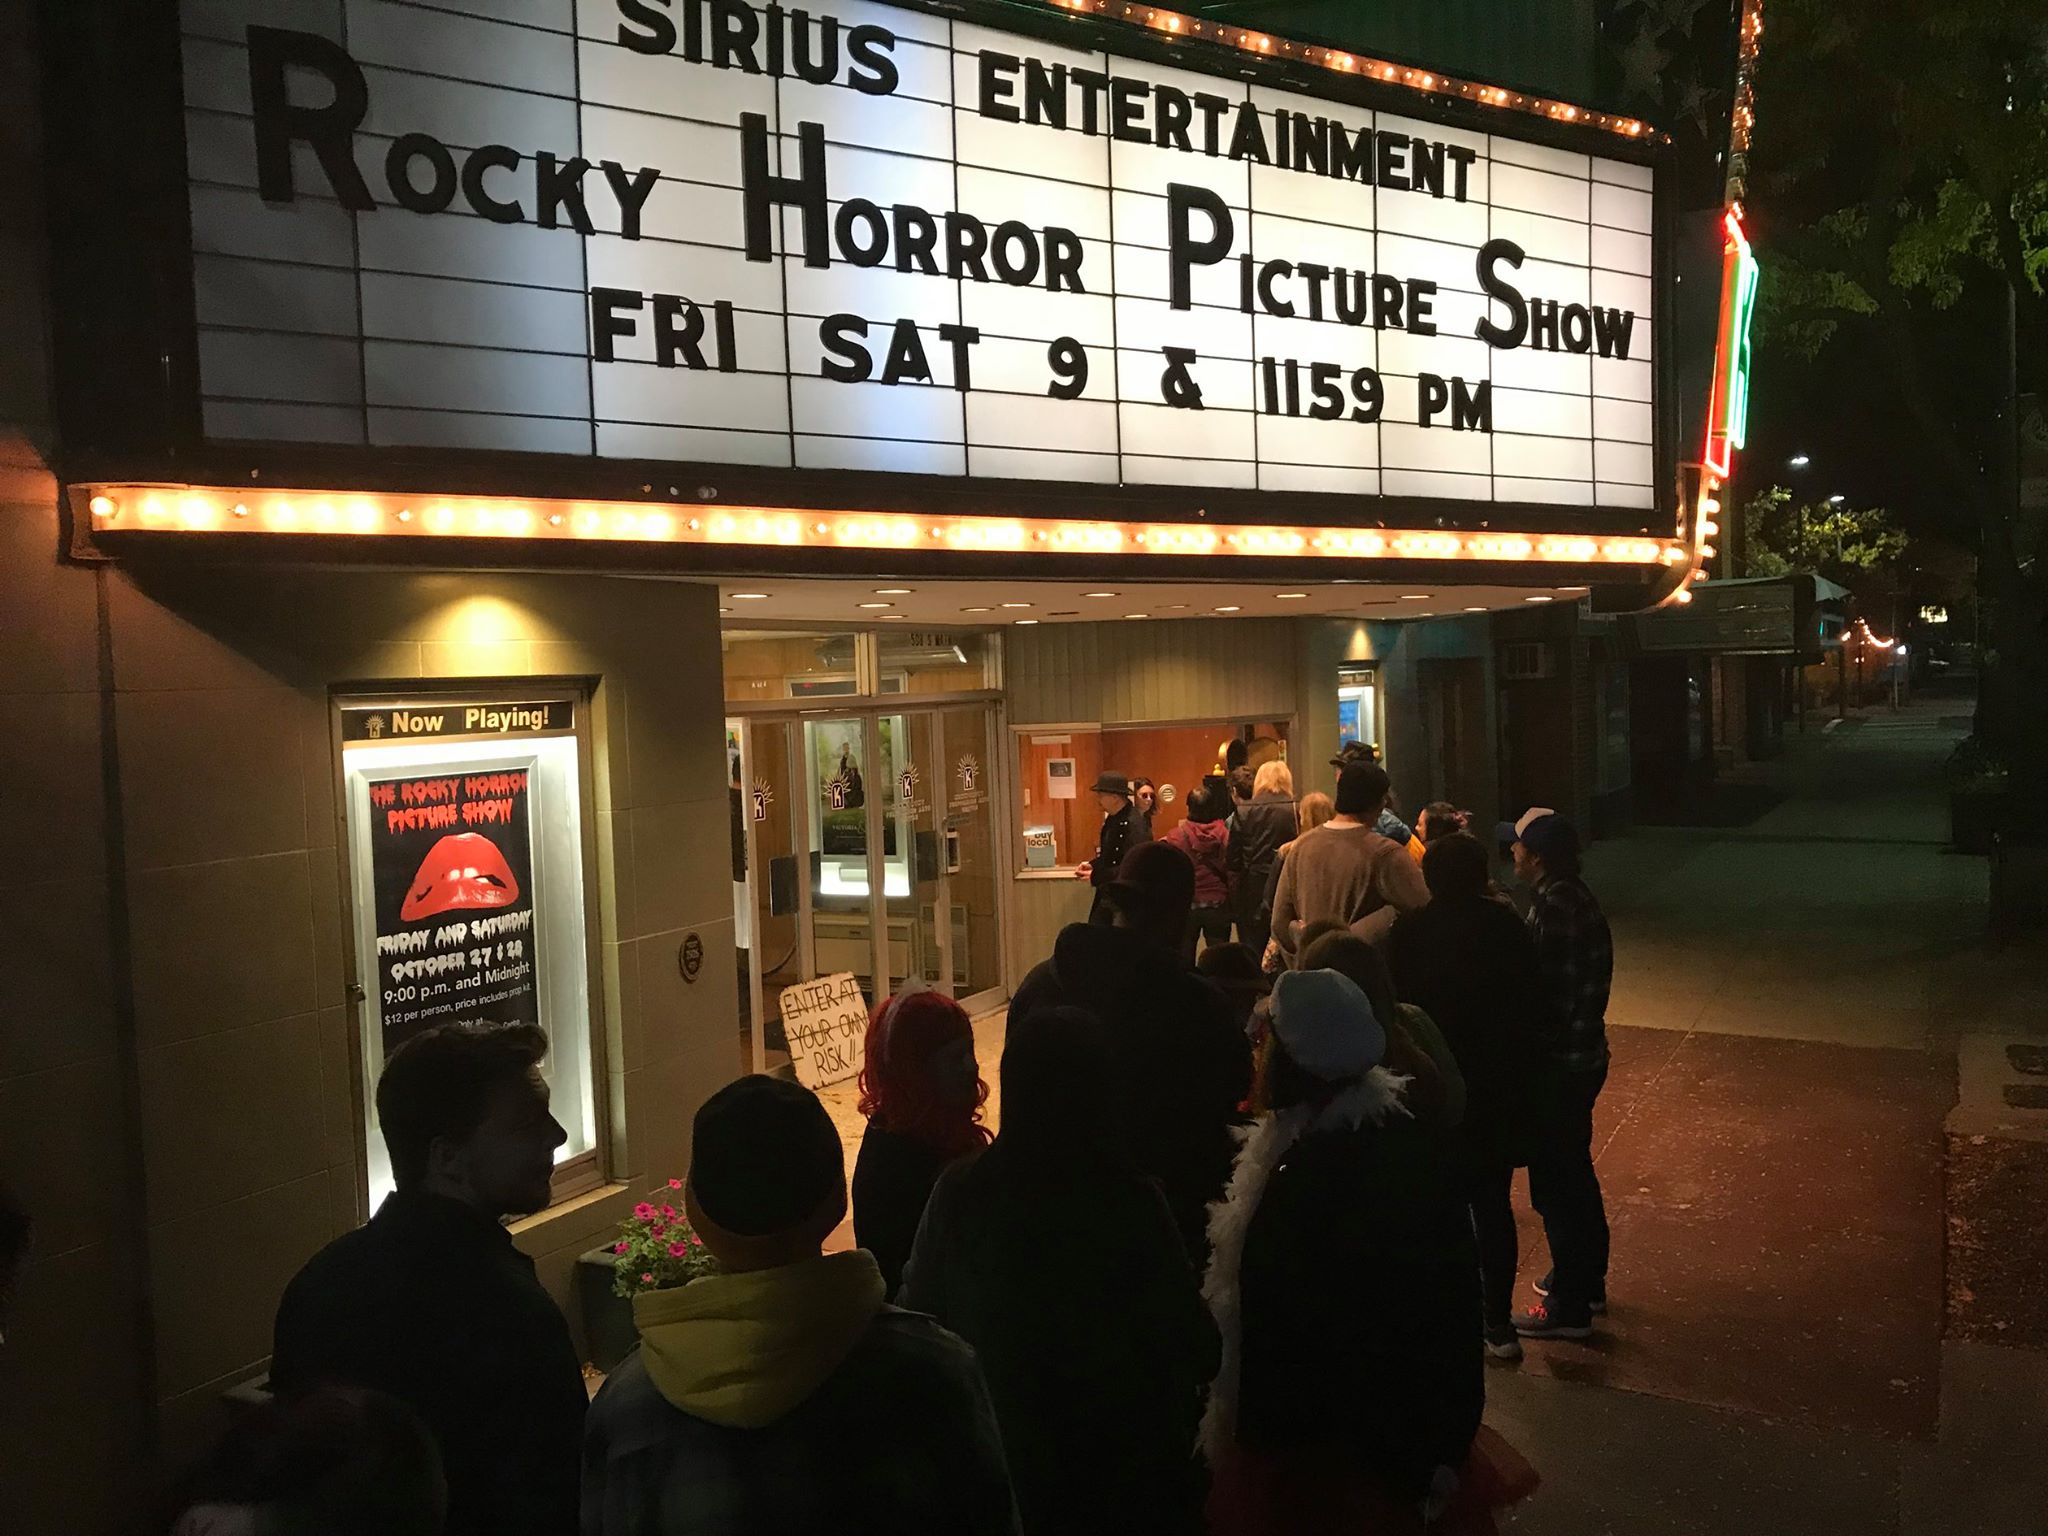 SIRIUS ENTERTAINMENT
ROCKY HORROR PICTURE SHOW
FRI SAT 9 & 1159 PM
Now Playing!
THE ROCKY HORROR
PICTURE SHOW
FRIDAY AND SATURDAY
OCTOBER 27 & 28
9:00 p.m. and Midnight
$12 per person, price includes prop kit.
Only at
ENTER AT
YOUR OWN
RISK!!
K
K
K
buy
local